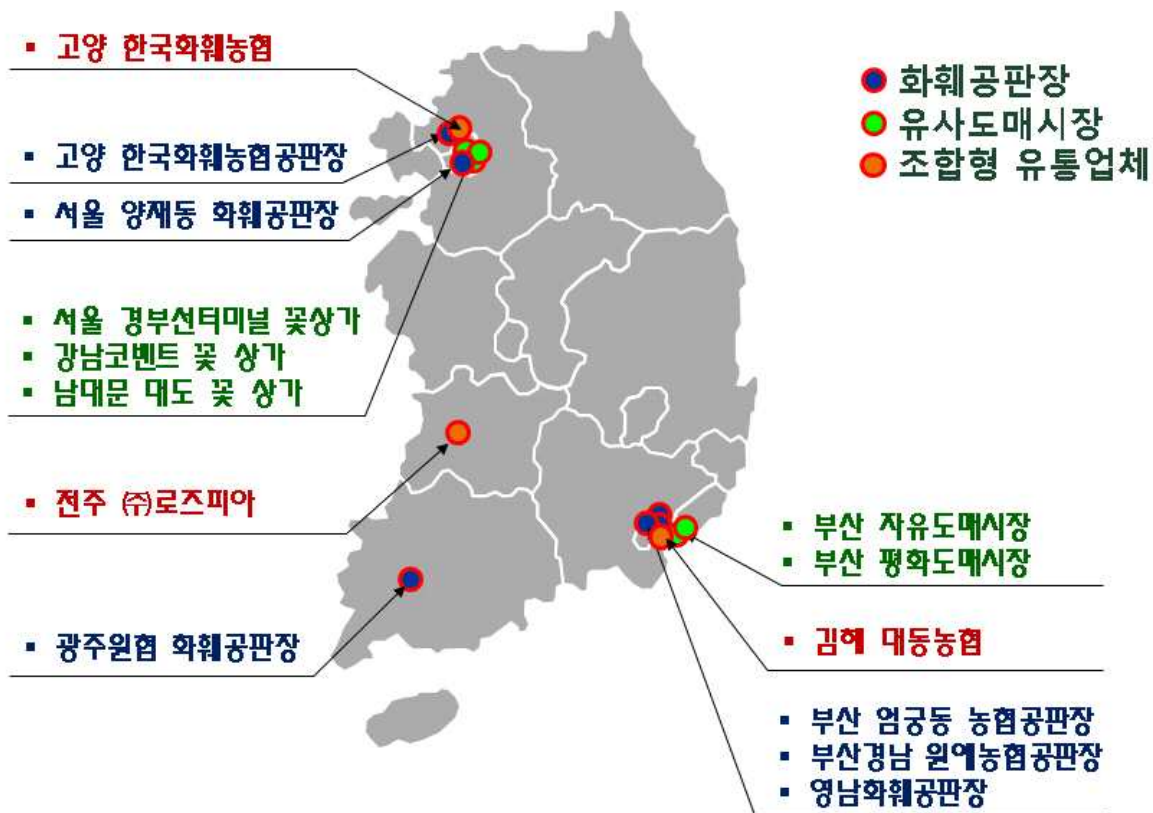 ▪ 고양 한국화훼농협
▪ 고양 한국화훼농협공판장
▪ 서울 양재동 화훼공판장
▪ 서울 경부선터미널 꽃상가
▪ 강남코벤트 꽃 상가
▪ 남대문 대도 꽃 상가
▪ 전주 ㈜로즈피아
▪ 광주원협 화훼공판장
화훼공판장
유사도매시장
조합형 유통업체
▪ 부산 자유도매시장
▪ 부산 평화도매시장
▪ 김해 대동농협
▪ 부산 엄궁동 농협공판장
▪ 부산경남 원예농협공판장
▪ 영남화훼공판장